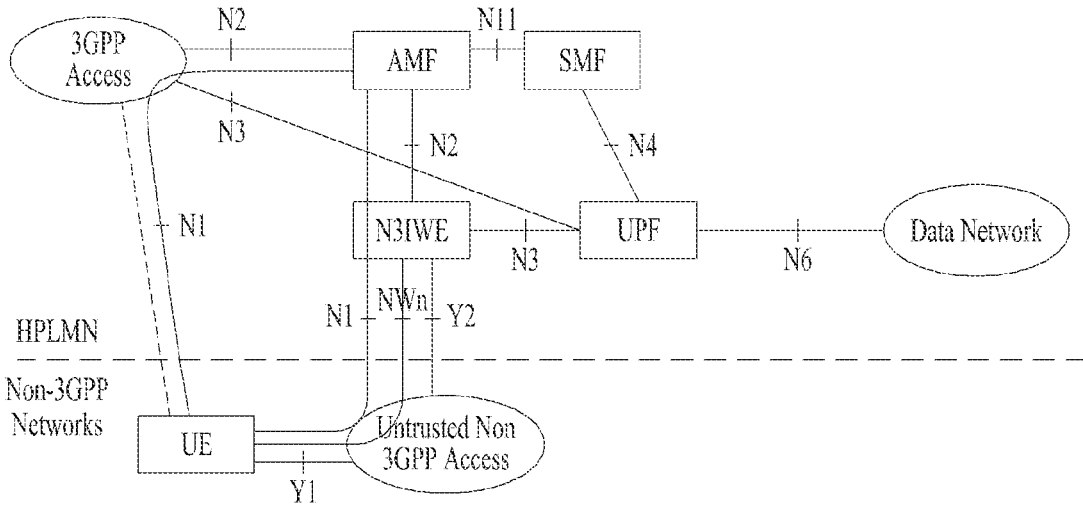 N2
N11
3GPP
Access
AMF
SMF
N3
N2
N4
N1
N3IWE
UPF
Data Network
N3
N6
N1
NWn
Y2
HPLMN
Non-3GPP
Networks
UE
Untrusted Non
3GPP Access
Y1